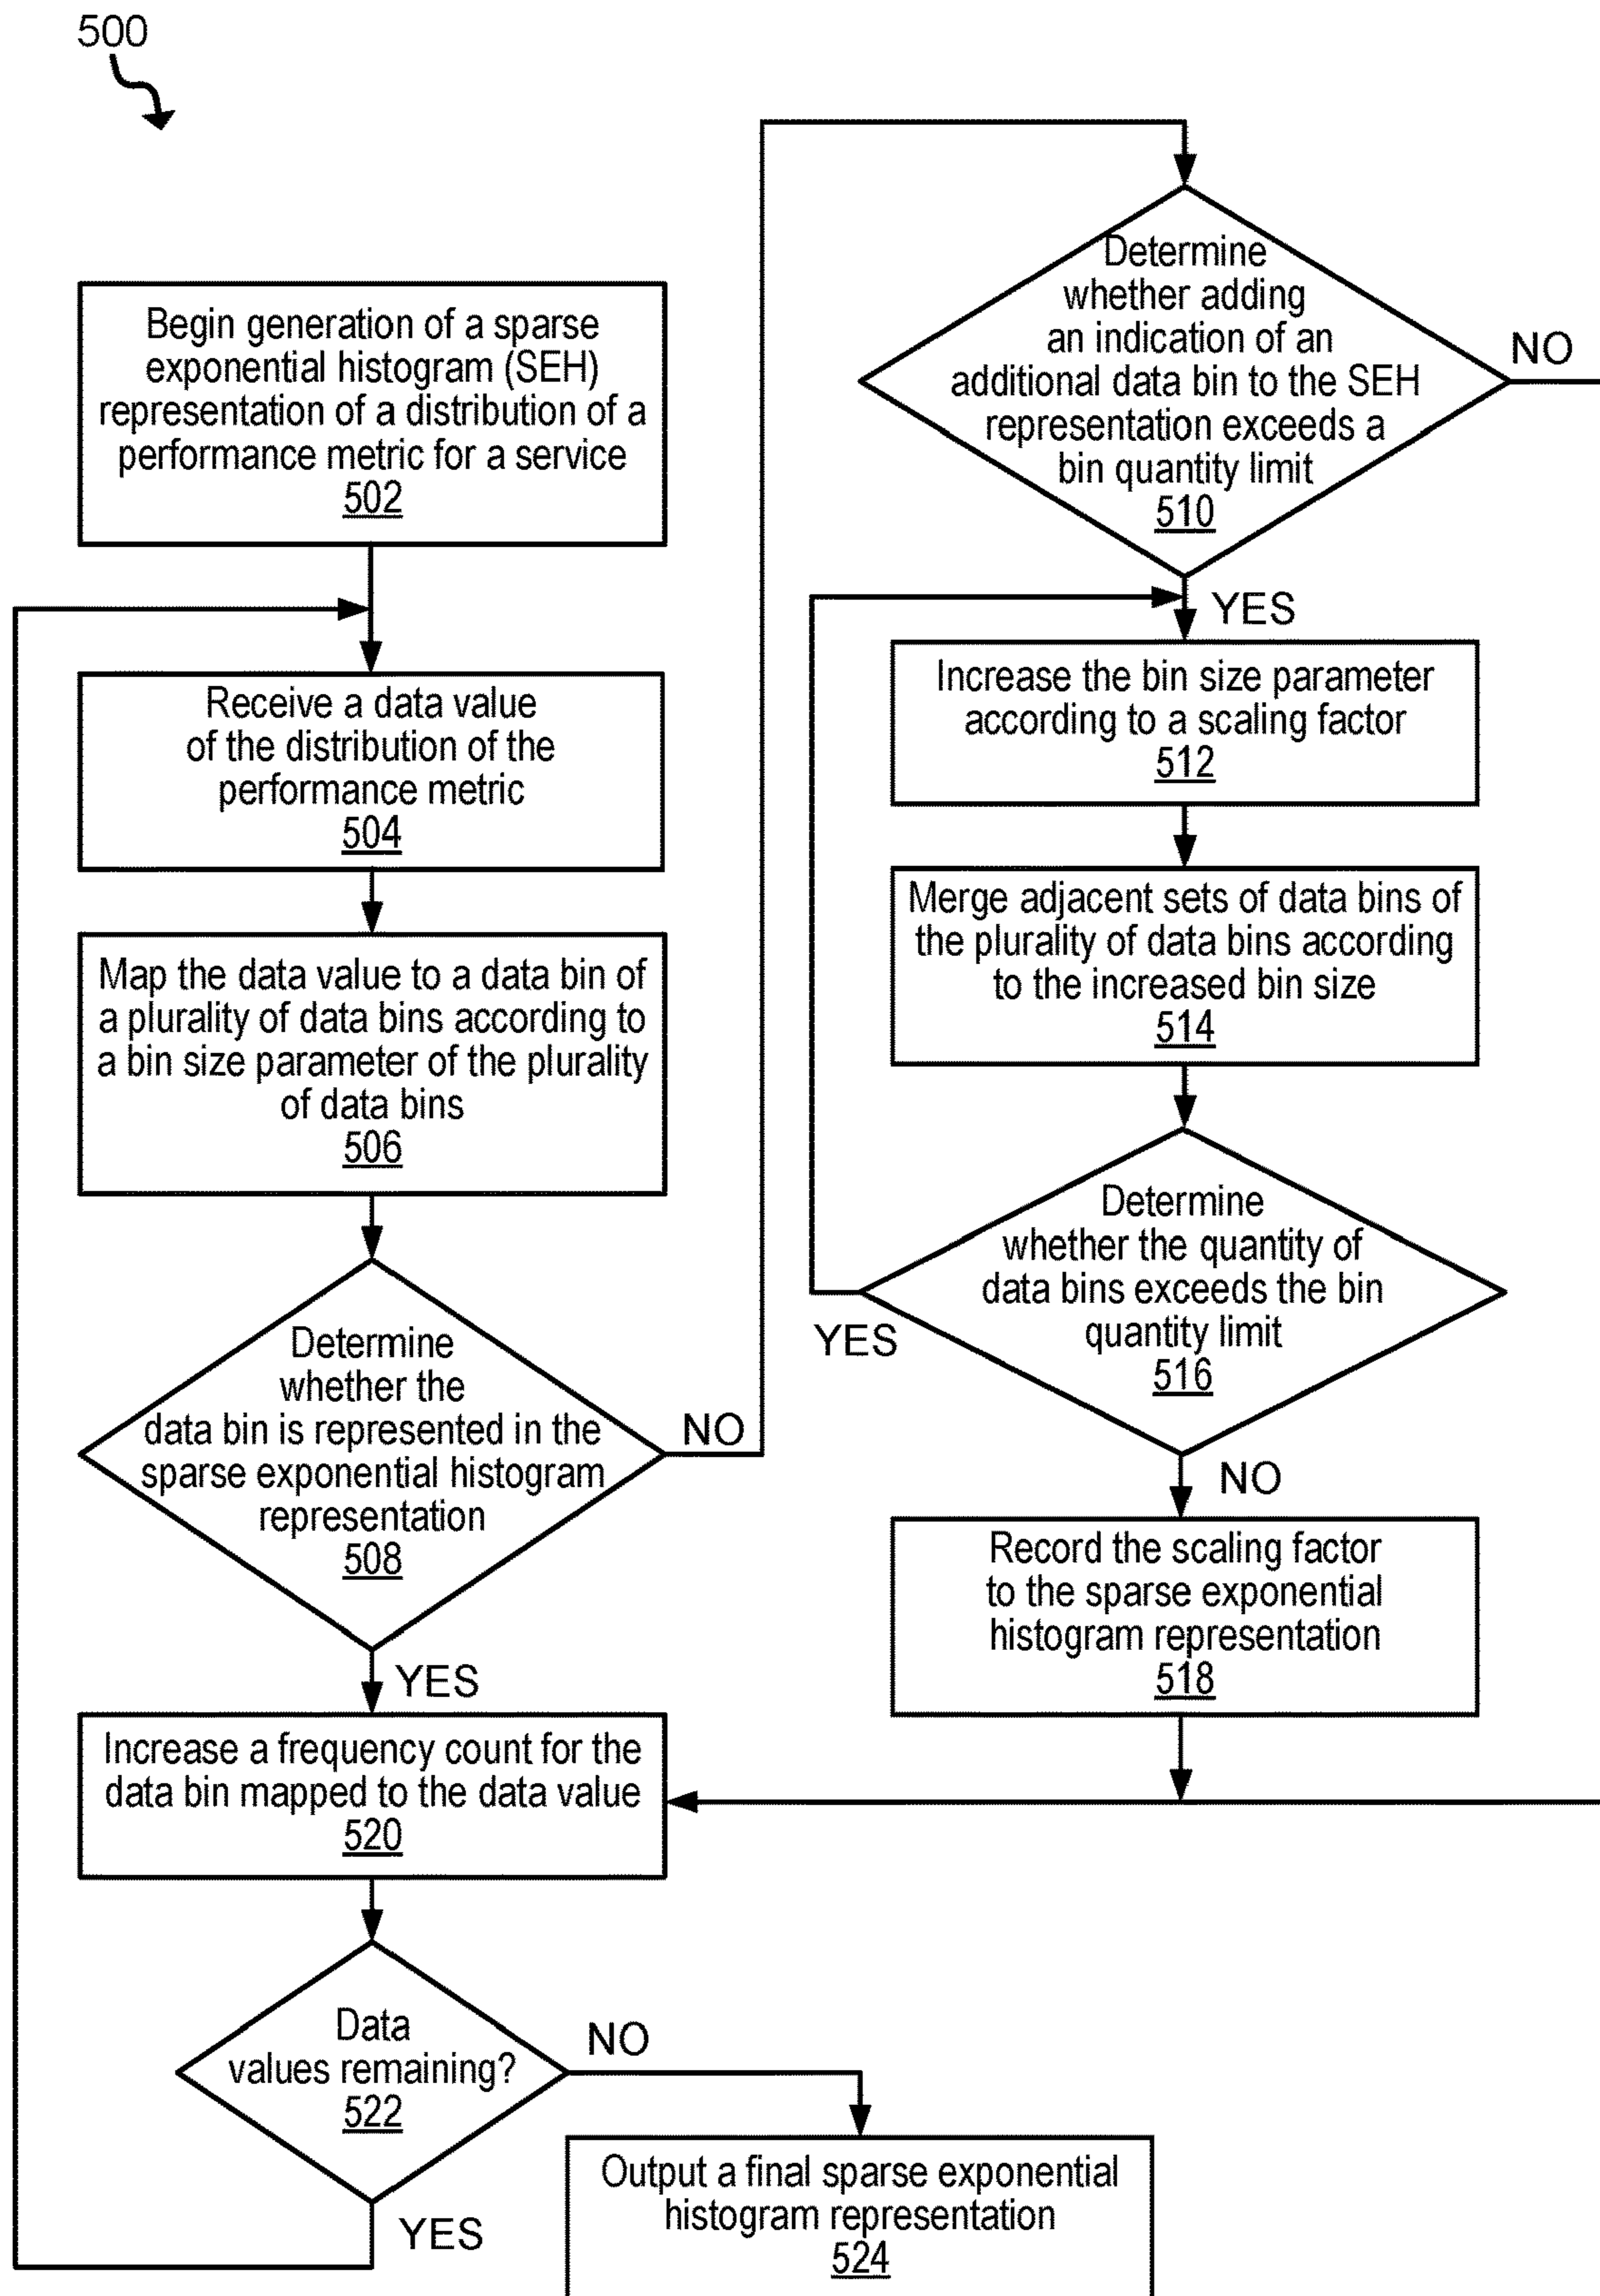 500
Begin generation of a sparse
exponential histogram (SEH)
representation of a distribution of a
performance metric for a service
502
Receive a data value
of the distribution of the
performance metric
504
Map the data value to a data bin of
a plurality of data bins according to
a bin size parameter of the plurality
of data bins
506
Determine
whether the
data bin is represented in the
sparse exponential histogram
representation
508
NO
YES
Determine
whether adding
an indication of an
additional data bin to the SEH
representation exceeds a
bin quantity limit
510
NO
YES
Increase the bin size parameter
according to a scaling factor
512
Merge adjacent sets of data bins of
the plurality of data bins according
to the increased bin size
514
Determine
whether the quantity of
data bins exceeds the bin
quantity limit
516
YES
NO
Record the scaling factor
to the sparse exponential
histogram representation
518
Increase a frequency count for the
data bin mapped to the data value
520
Data
values remaining?
522
NO
YES
Output a final sparse exponential
histogram representation
524